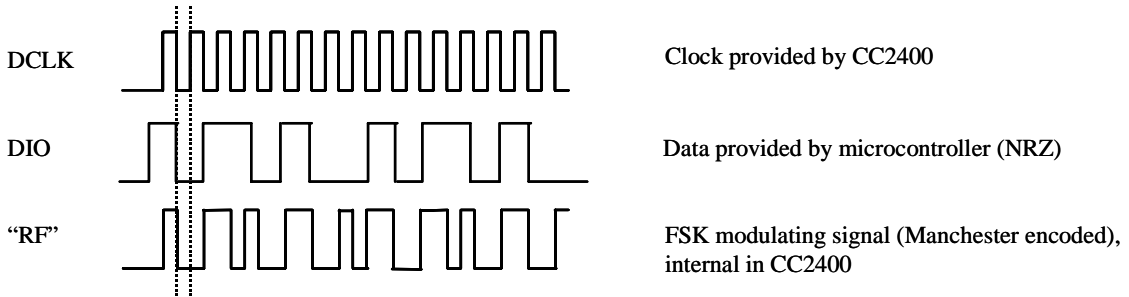 DCLK
Clock provided by CC2400
DIO
Data provided by microcontroller (NRZ)
“RF”
FSK modulating signal (Manchester encoded),
internal in CC2400